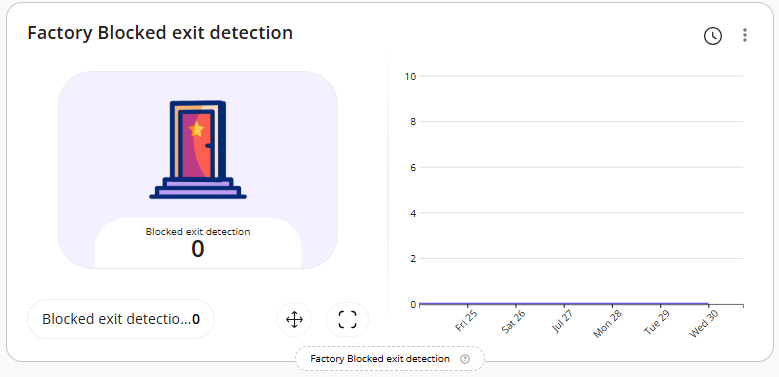 Factory Blocked exit detection
Blocked exit detection
0
Blocked exit detectio...0
10
8
6
4
2
0
Fri 25
Sat 26
Jul 27
Mon 28
Tue 29
Wed 30
Factory Blocked exit detection
?